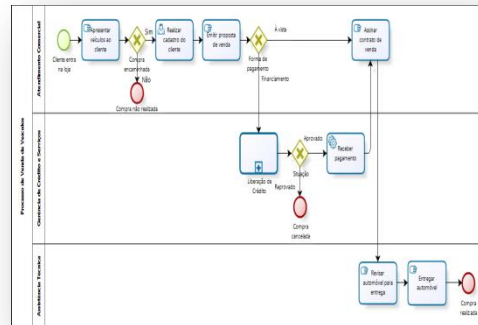 Processo de Venda de Veículos
Atendimento Comercial
Cliente entra
na loja
Apresentar
veículos ao
cliente
Sim
Compra
encaminhada
Não
Compra não realizada
Realizar
cadastro do
cliente
Emitir proposta
de venda
À vista
Forma de
pagamento
Financiamento
Assinar
contrato de
venda
Gerência de Crédito e Serviços
Liberação de
Crédito
Aprovado
Situação
Reprovado
Compra
cancelada
Receber
pagamento
Assistência Técnica
Revisar
automóvel para
entrega
Entregar
automóvel
Compra
realizada